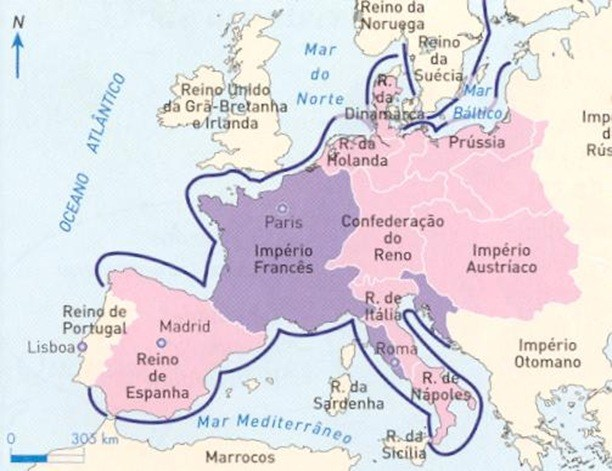 Reino da
Noruega
N
Reino
da
Suécia
Mar
do
Norte
OCEANO ATLÂNTICO
Reino Unido
da Grã-Bretanha
e Irlanda
R.
da
Dinamarca
Mar
Báltico
Prússia
R. da
Holanda
Paris
Império
Francês
Confederação
do
Reno
Império
Austríaco
Reino de
Portugal
Lisboa
Madrid
Reino
de
Espanha
R. de
Itália
Roma
R. de
Nápoles
Império
Otomano
R. da
Sardenha
Mar Mediterrâneo
R. da
Sicília
Marrocos
0 305 km